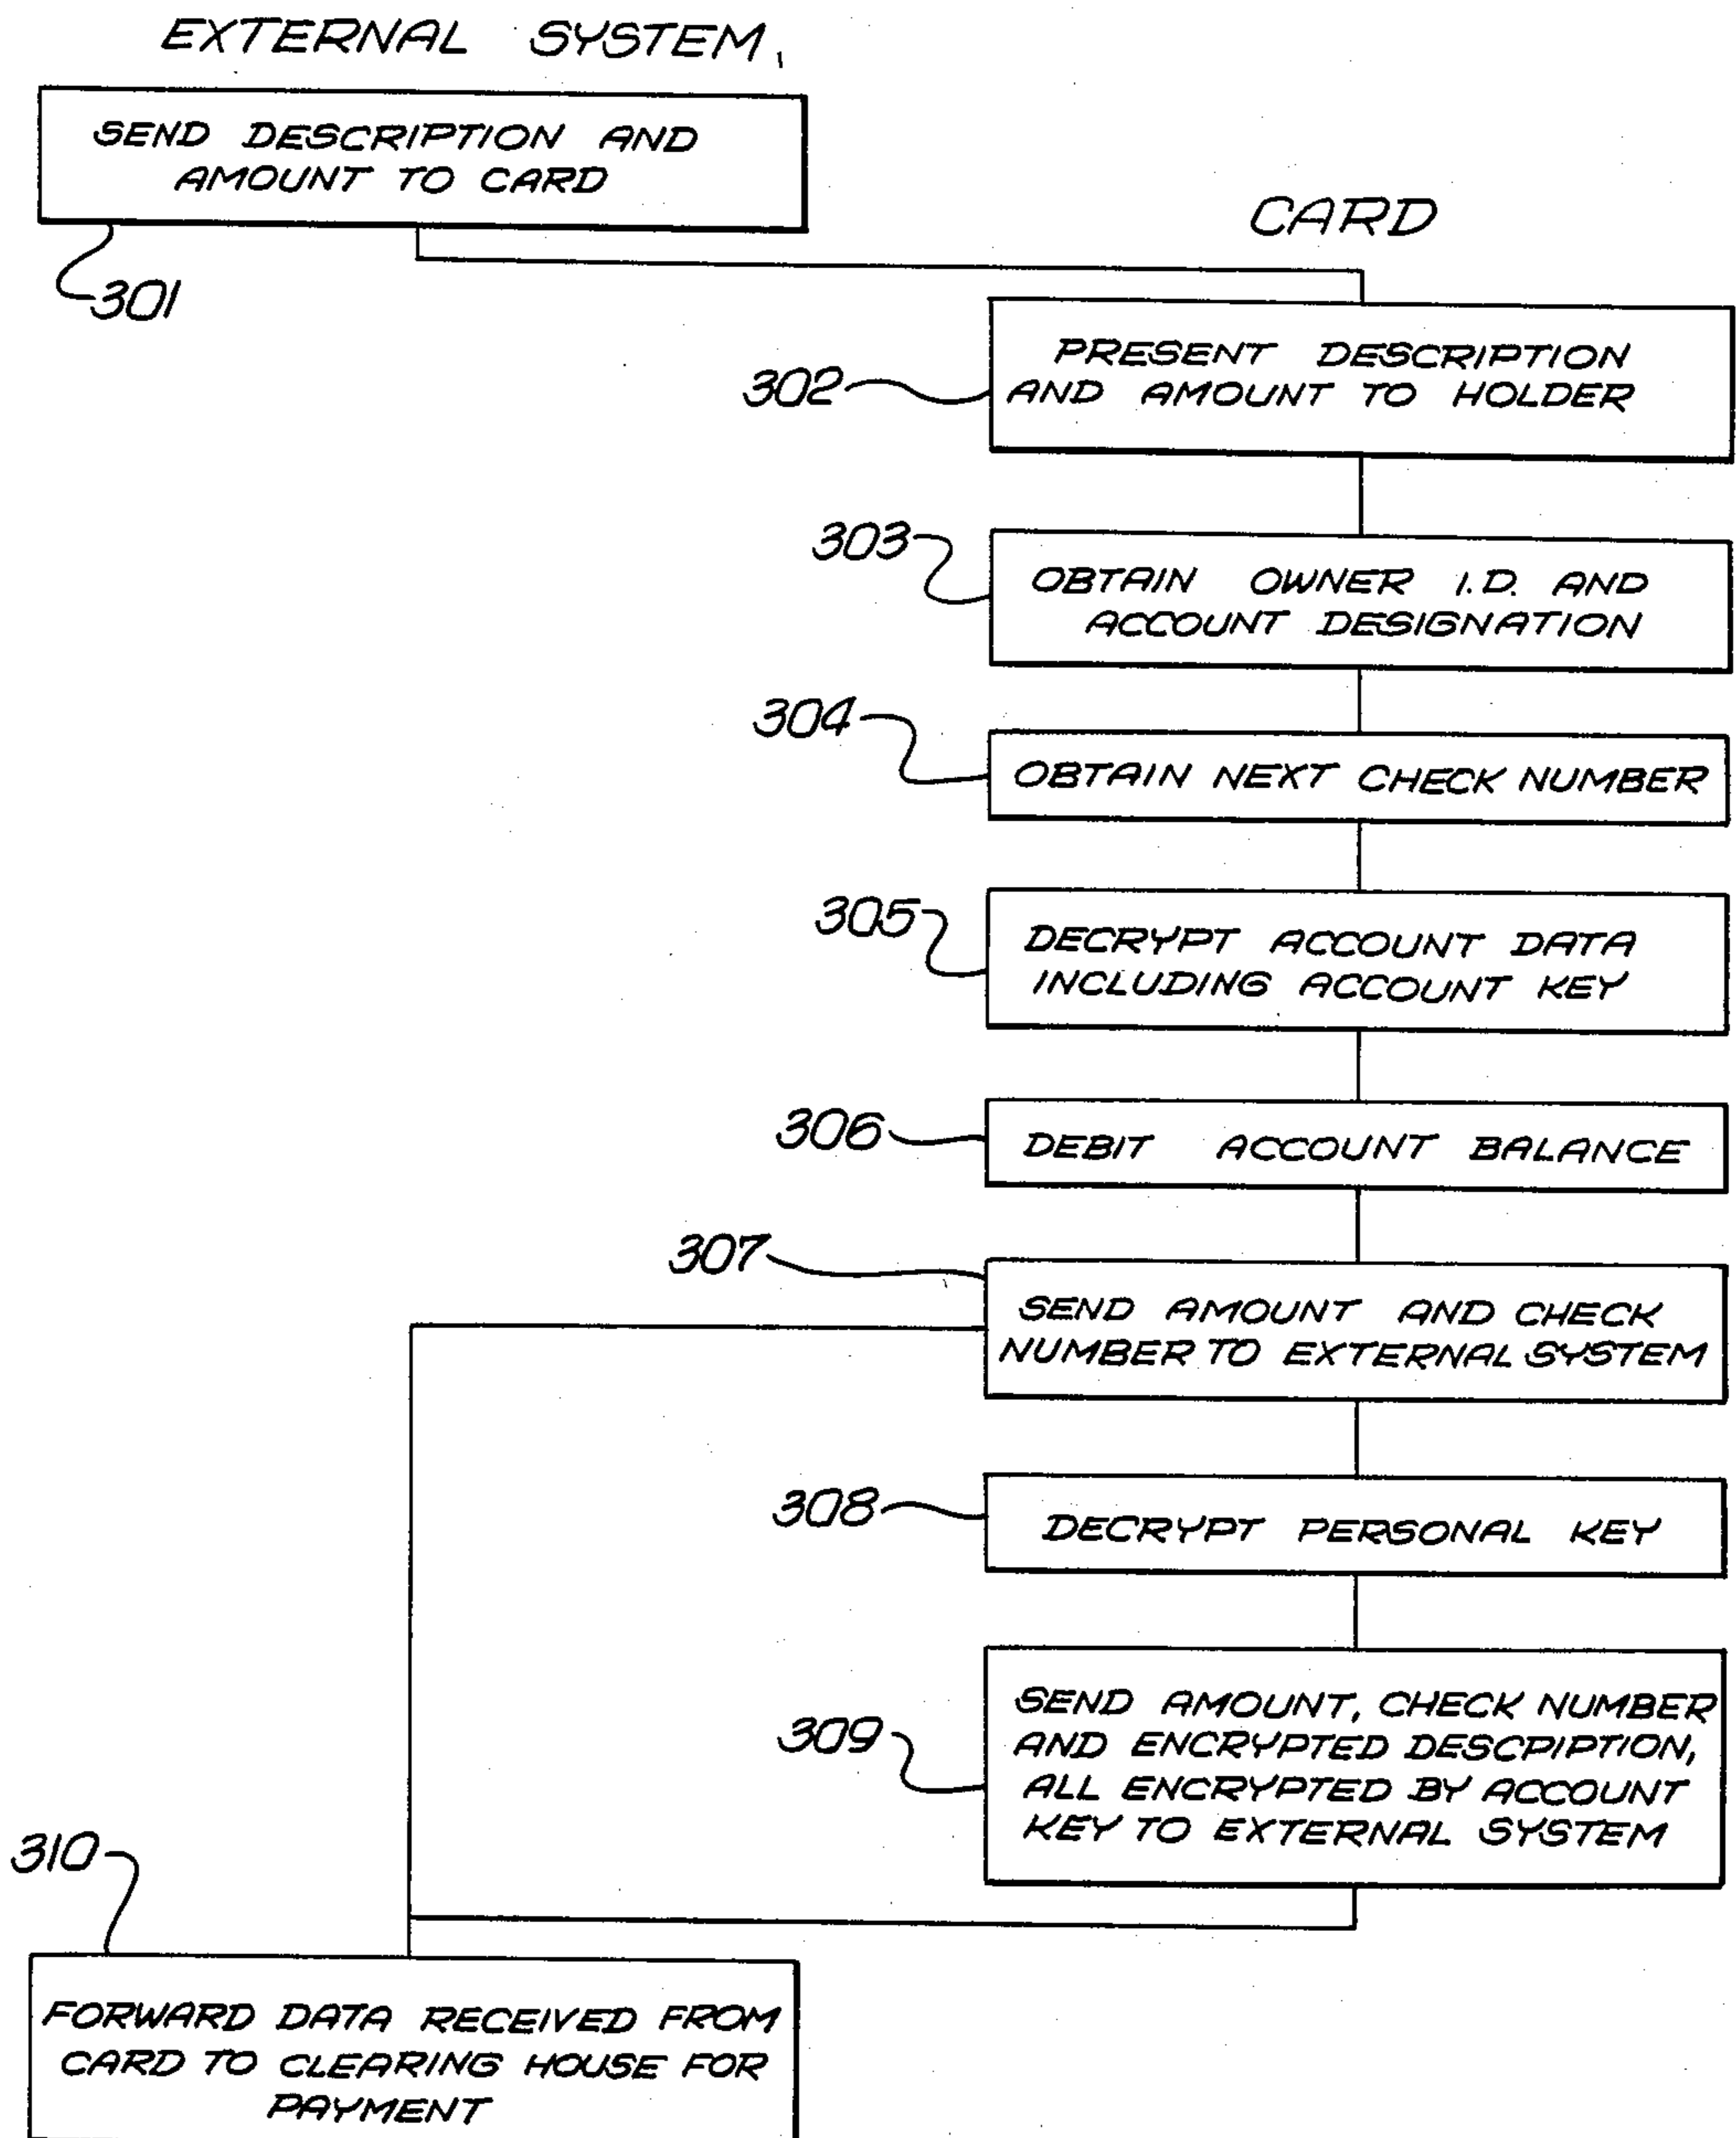 EXTERNAL SYSTEM
SEND DESCRIPTION AND
AMOUNT TO CARD
301
CARD
302
PRESENT DESCRIPTION
AND AMOUNT TO HOLDER
303
OBTAIN OWNER I.D. AND
ACCOUNT DESIGNATION
304
OBTAIN NEXT CHECK NUMBER
305
DECRYPT ACCOUNT DATA
INCLUDING ACCOUNT KEY
306
DEBIT ACCOUNT BALANCE
307
SEND AMOUNT AND CHECK
NUMBER TO EXTERNAL SYSTEM
308
DECRYPT PERSONAL KEY
309
SEND AMOUNT, CHECK NUMBER
AND ENCRYPTED DESCPIPTION,
ALL ENCRYPTED BY ACCOUNT
KEY TO EXTERNAL SYSTEM
310
FORWARD DATA RECEIVED FROM
CARD TO CLEARING HOUSE FOR
PAYMENT